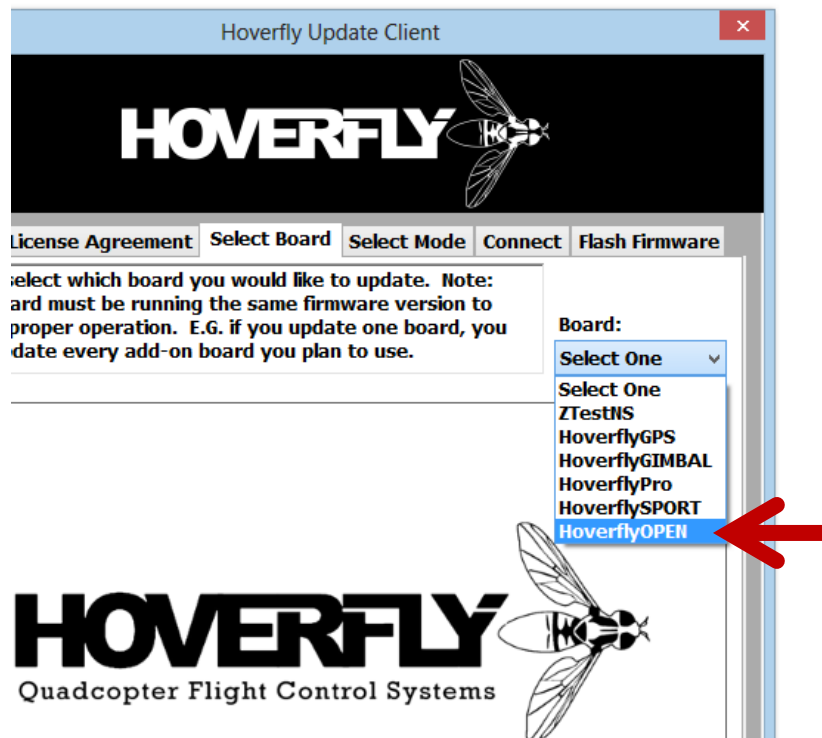 Hoverfly Update Client
HOVERFLY
License Agreement Select Board Select Mode Connect Flash Firmware
select which board you would like to update. Note:
ard must be running the same firmware version to
proper operation. E.G. if you update one board, you
date every add-on board you plan to use.
Board:
Select One
Select One
ZTestNS
HoverflyGPS
HoverflyGIMBAL
HoverflyPro
HoverflySPORT
HoverflyOPEN
HOVERFLY
Quadcopter Flight Control Systems